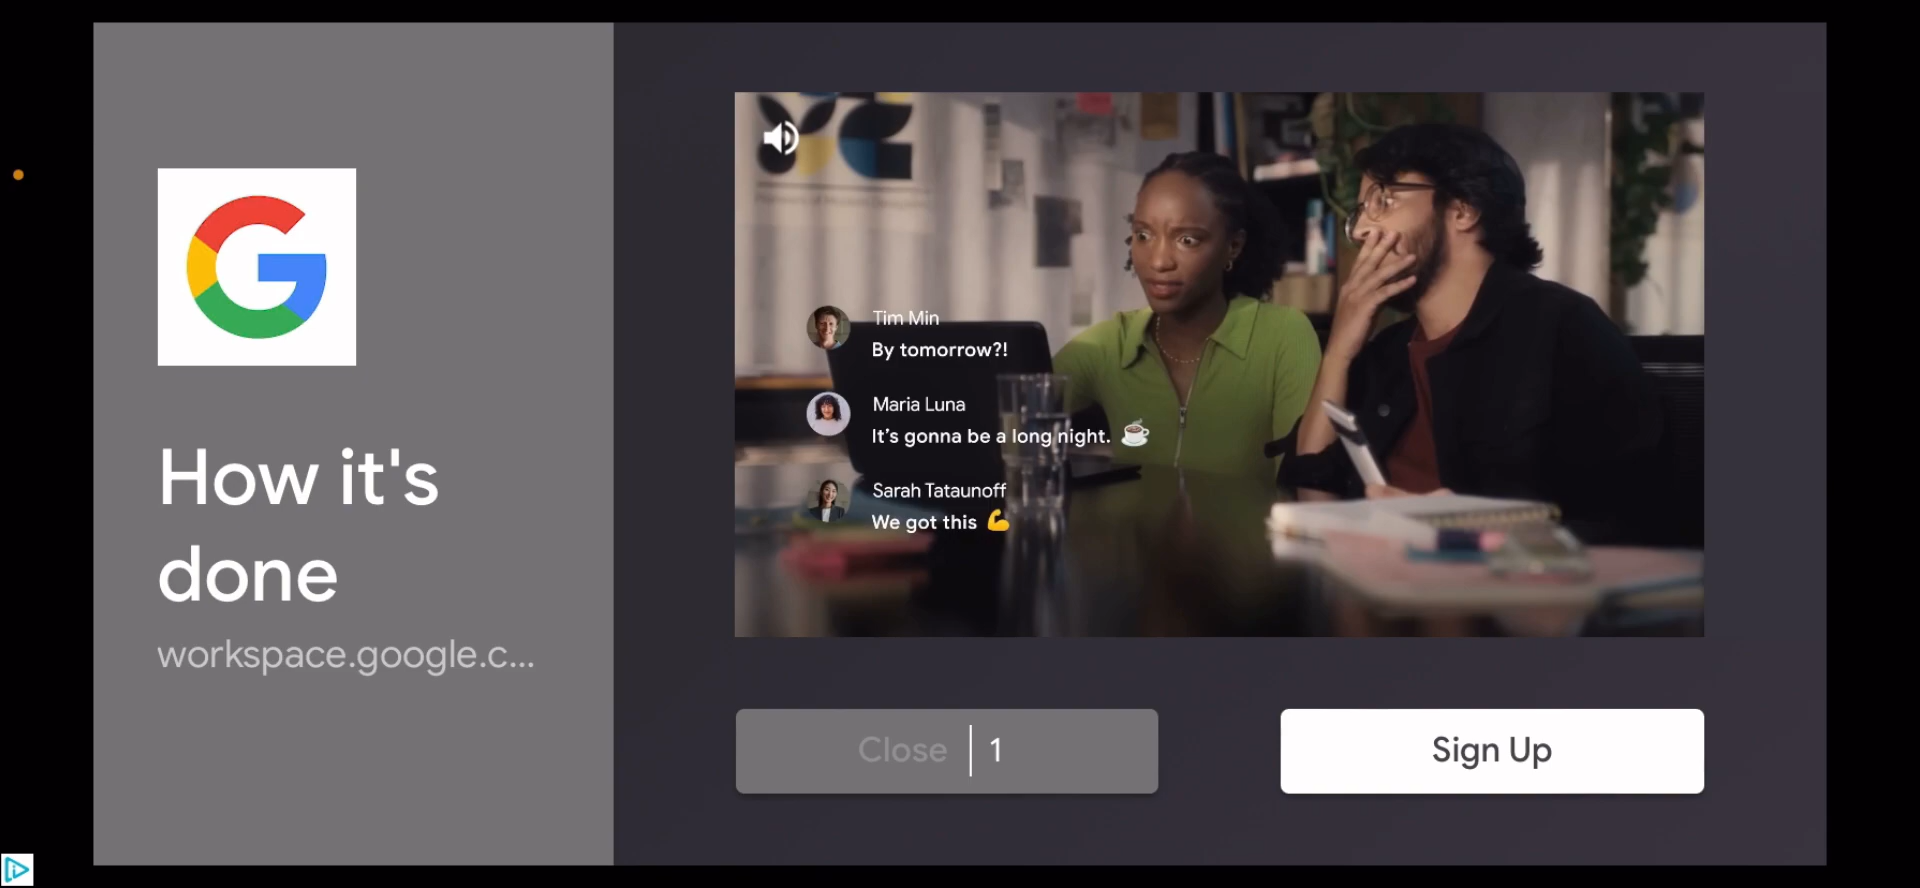 How it's
done
workspace.google.c...
Tim Min
By tomorrow?!
Maria Luna
It's gonna be a long night. ☕
Sarah Tataunoff
We got this 💪
Close | 1
Sign Up